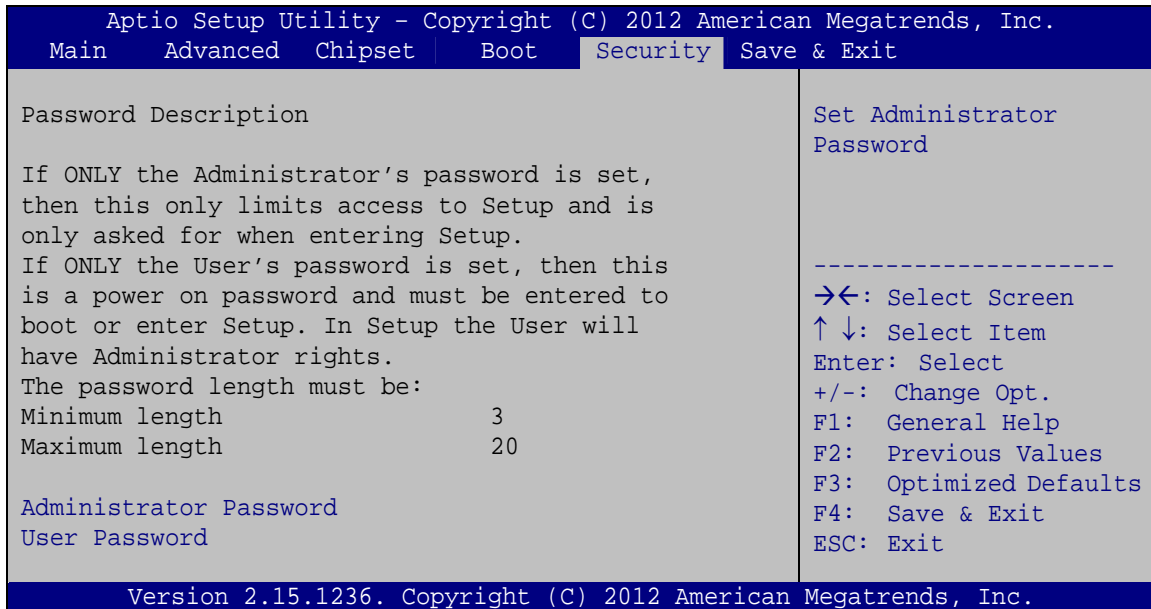 Aptio Setup Utility – Copyright (C) 2012 American Megatrends, Inc.
Main Advanced Chipset Boot Security Save & Exit
Password Description
If ONLY the Administrator’s password is set,
then this only limits access to Setup and is
only asked for when entering Setup.
If ONLY the User’s password is set, then this
is a power on password and must be entered to
boot or enter Setup. In Setup the User will
have Administrator rights.
The password length must be:
Minimum length 3
Maximum length 20
Administrator Password
User Password
Set Administrator
Password
---------------------
→←: Select Screen
↑ ↓: Select Item
Enter: Select
+/-: Change Opt.
F1: General Help
F2: Previous Values
F3: Optimized Defaults
F4: Save & Exit
ESC: Exit
Version 2.15.1236. Copyright (C) 2012 American Megatrends, Inc.